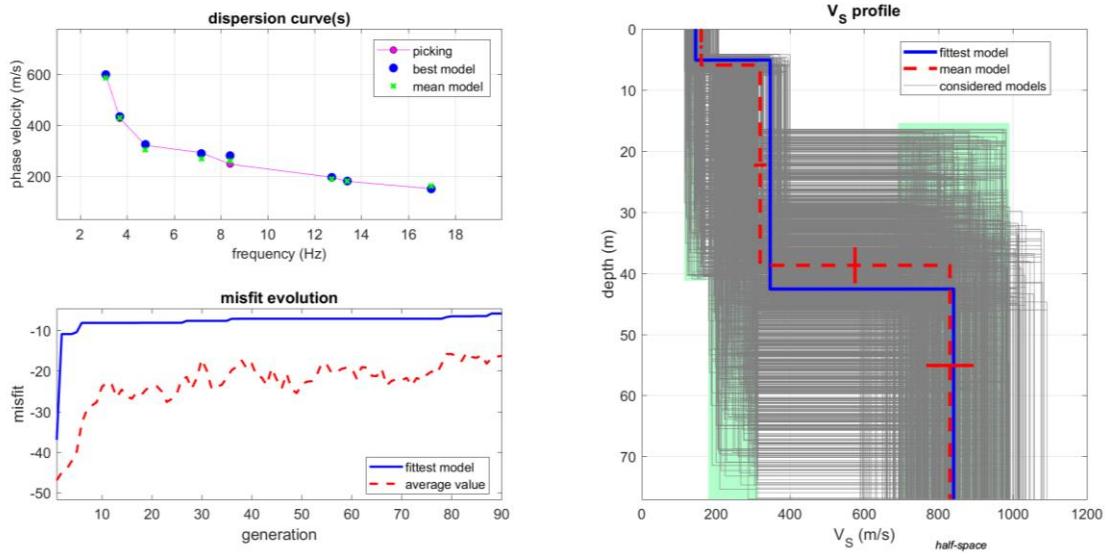 dispersion curve(s)
phase velocity (m/s)
600
400
200
picking
best model
mean model
2 4 6 8 10 12 14 16 18
frequency (Hz)
misfit evolution
misfit
-10
-20
-30
-40
-50
fittest model
average value
10 20 30 40 50 60 70 80 90
generation
V_S profile
depth (m)
0
10
20
30
40
50
60
70
fittest model
mean model
considered models
0 200 400 600 800 1000 1200
V_S (m/s)
half-space